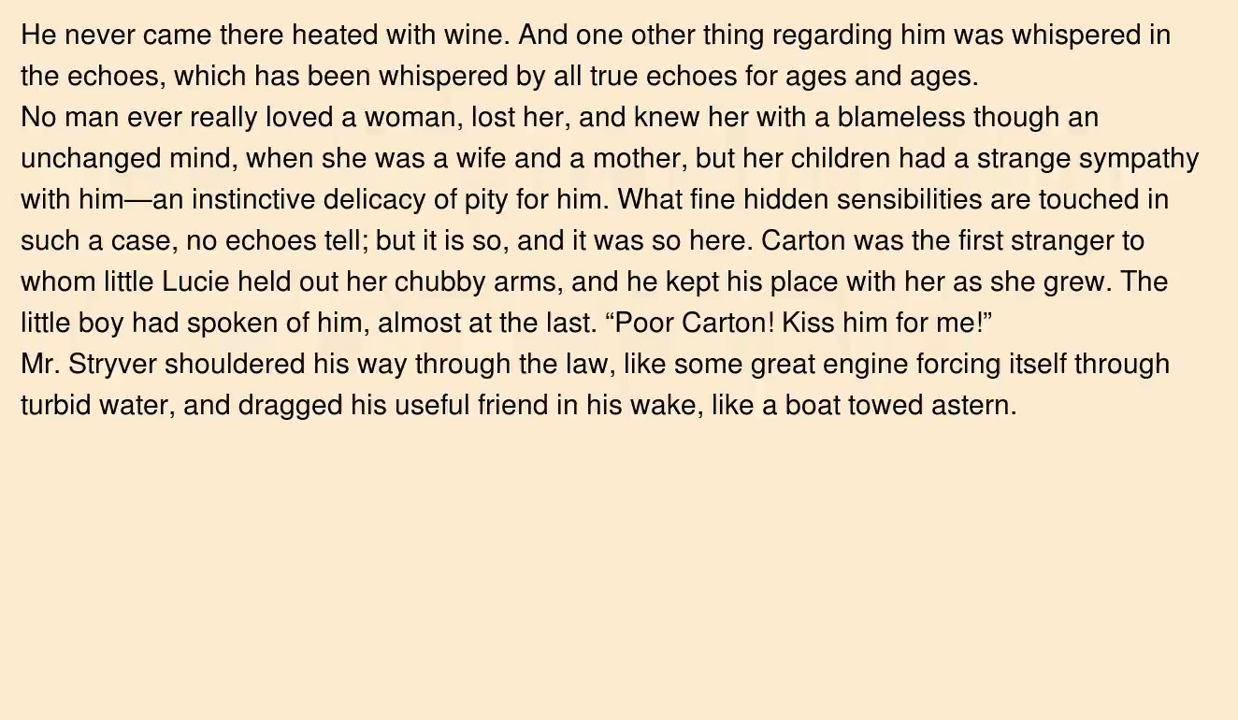 He never came there heated with wine. And one other thing regarding him was whispered in
the echoes, which has been whispered by all true echoes for ages and ages.
No man ever really loved a woman, lost her, and knew her with a blameless though an
unchanged mind, when she was a wife and a mother, but her children had a strange sympathy
with him—an instinctive delicacy of pity for him. What fine hidden sensibilities are touched in
such a case, no echoes tell; but it is so, and it was so here. Carton was the first stranger to
whom little Lucie held out her chubby arms, and he kept his place with her as she grew. The
little boy had spoken of him, almost at the last. “Poor Carton! Kiss him for me!”
Mr. Stryver shouldered his way through the law, like some great engine forcing itself through
turbid water, and dragged his useful friend in his wake, like a boat towed astern.